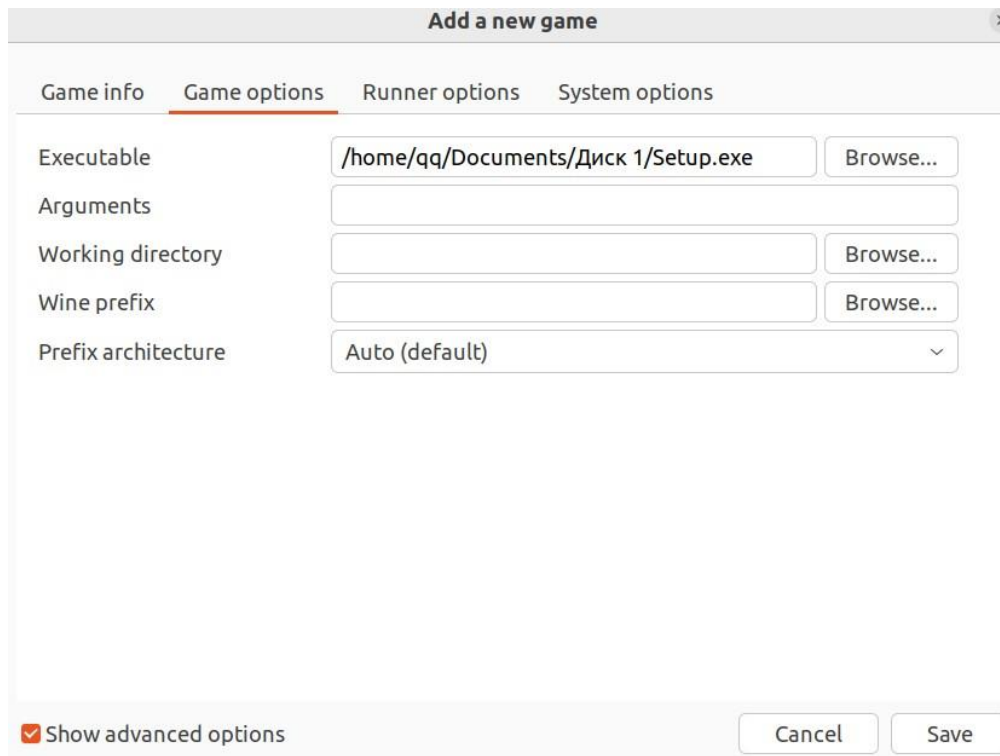 Add a new game
Game info Game options Runner options System options
Executable /home/qq/Documents/Диск 1/Setup.exe Browse...
Arguments
Working directory Browse...
Wine prefix Browse...
Prefix architecture Auto (default)
Show advanced options Cancel Save